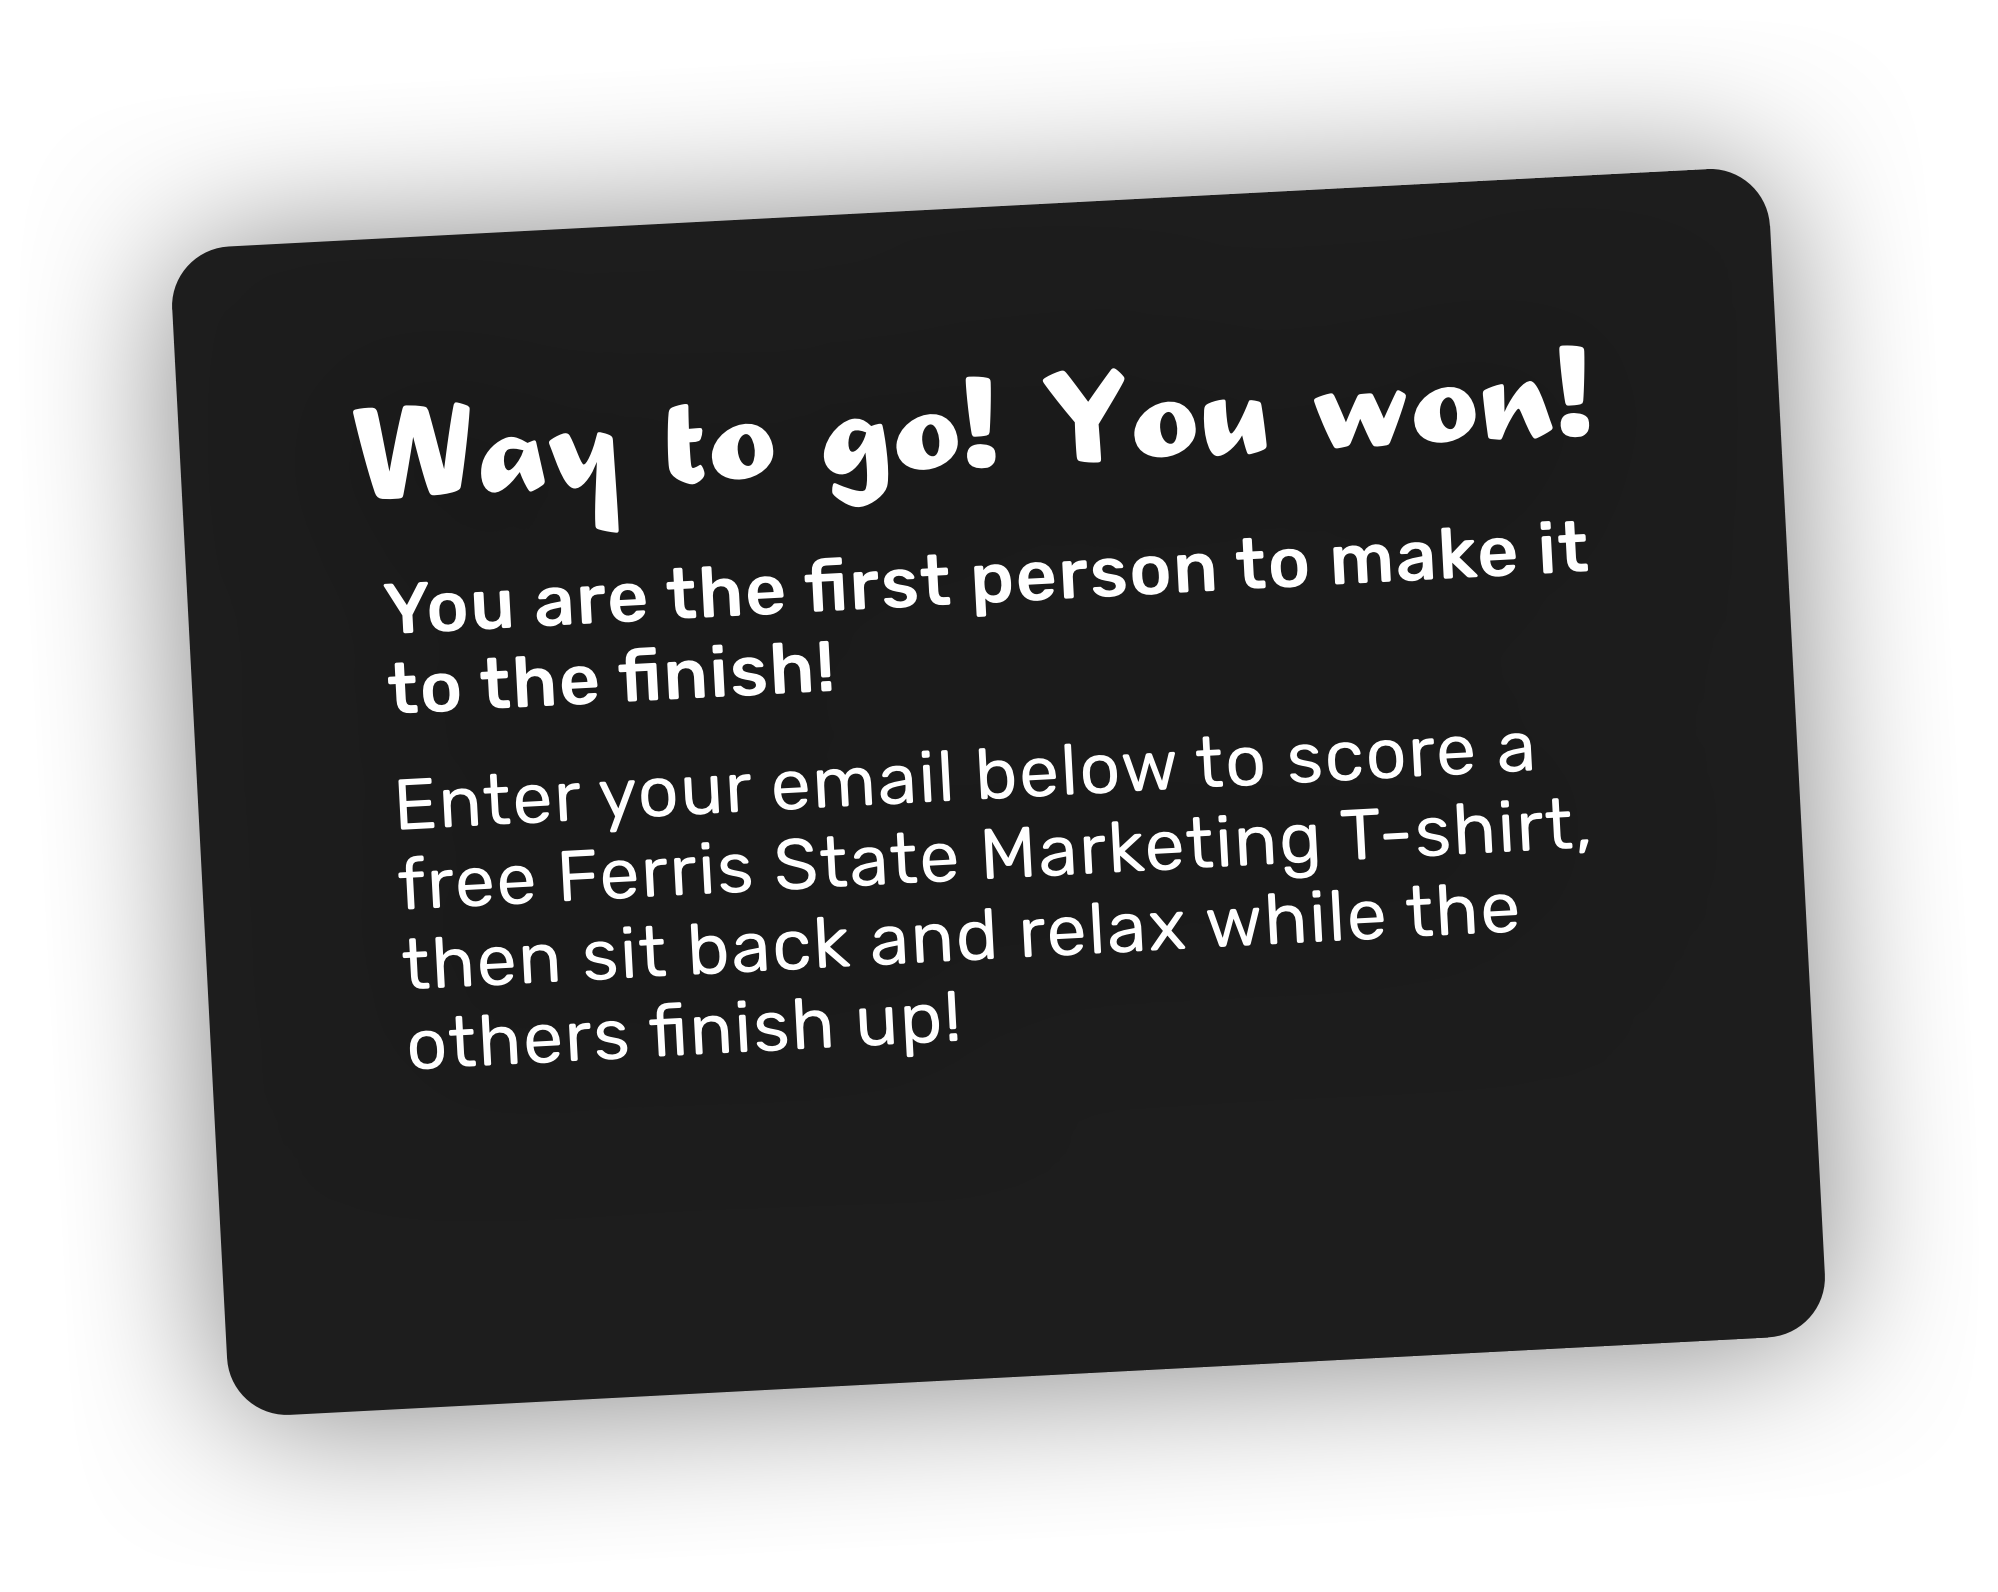 Way to go! You won!
You are the first person to make it
to the finish!
Enter your email below to score a
free Ferris State Marketing T-shirt,
then sit back and relax while the
others finish up!